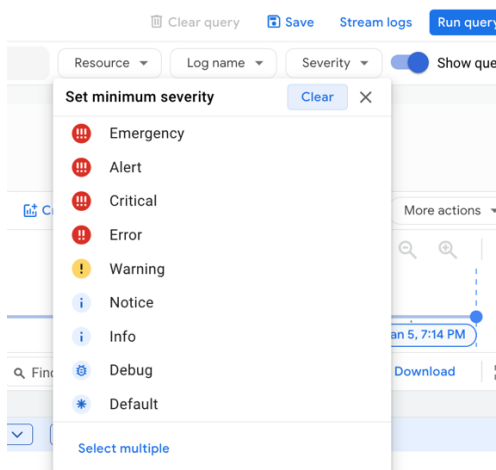 Clear query
Save
Stream logs
Run query
Resource
Log name
Severity
Show que
Set minimum severity
Clear
Emergency
Alert
Critical
Error
Warning
Notice
Info
Debug
Default
Select multiple
C
More actions
an 5, 7:14 PM
Find
Download